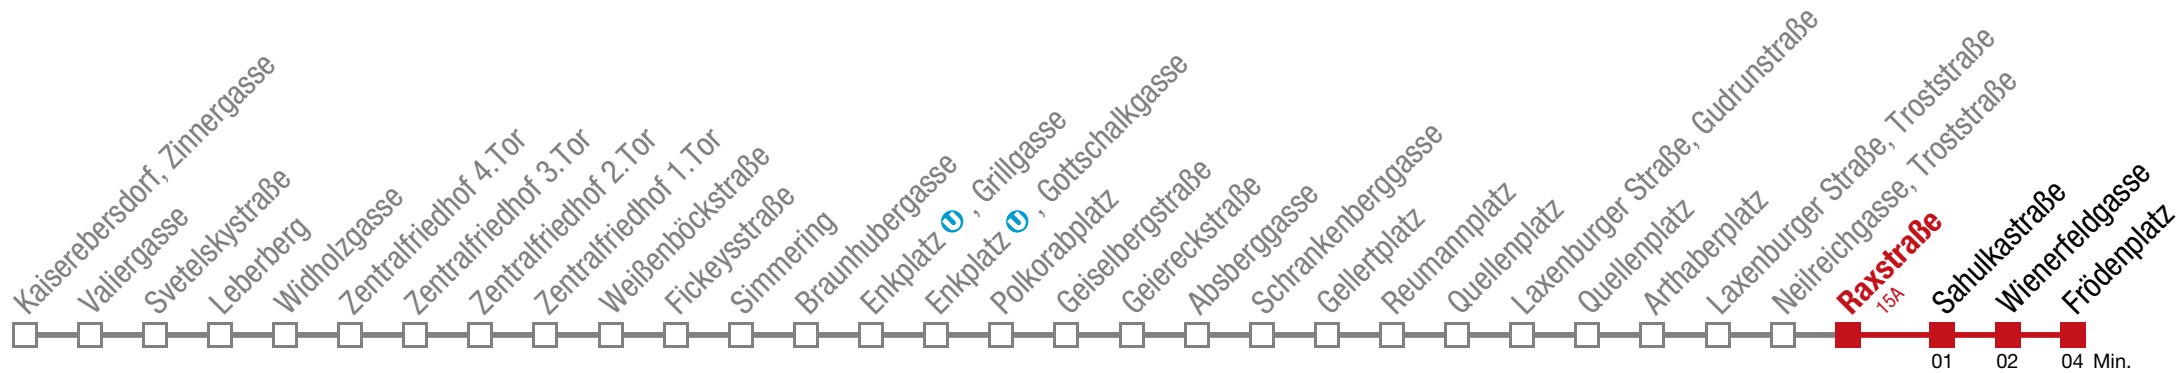 Kaiserebersdorf, Zinnergasse
Valiergasse
Svetelskystraße
Leberberg
Widholzgasse
Zentralfriedhof 4.Tor
Zentralfriedhof 3.Tor
Zentralfriedhof 2.Tor
Zentralfriedhof 1.Tor
Weißenböckstraße
Fickeysstraße
Simmering
Braunhubergasse
Enkplatz U, Grillgasse
Enkplatz U, Gottschalkgasse
Polkorabplatz
Geiselbergstraße
Geiereckstraße
Absberggasse
Schrankenberggasse
Gellertplatz
Reumannplatz
Quellenplatz
Laxenburger Straße, Gudrunstraße
Quellenplatz
Arthaberplatz
Laxenburger Straße, Troststraße
Neilreichgasse, Troststraße
Raxstraße
15A
Sahulkastraße
Wienerfeldgasse
Frödenplatz
01 02 04 Min.